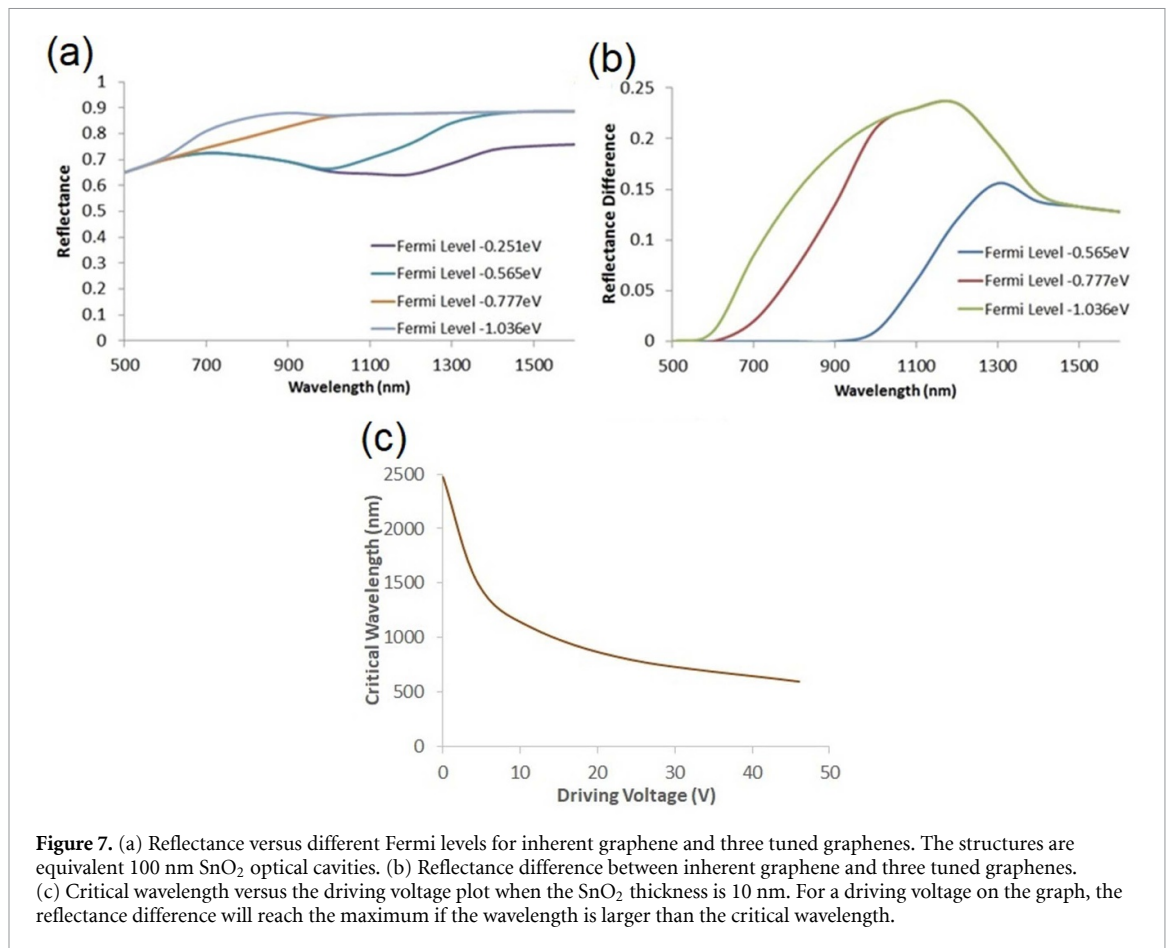 (a)
1
0.9
0.8
0.7
0.6
0.5
0.4
0.3
0.2
0.1
0
Reflectance
Fermi Level -0.251eV
Fermi Level -0.565eV
Fermi Level -0.777eV
Fermi Level -1.036eV
500 700 900 1100 1300 1500
Wavelength (nm)
(b)
0.25
0.2
0.15
0.1
0.05
0
Reflectance Difference
Fermi Level -0.565eV
Fermi Level -0.777eV
Fermi Level -1.036eV
500 700 900 1100 1300 1500
Wavelength (nm)
(c)
2500
2000
1500
1000
500
0
Critical Wavelength (nm)
0 10 20 30 40 50
Driving Voltage (V)
Figure 7. (a) Reflectance versus different Fermi levels for inherent graphene and three tuned graphenes. The structures are
equivalent 100 nm SnO₂ optical cavities. (b) Reflectance difference between inherent graphene and three tuned graphenes.
(c) Critical wavelength versus the driving voltage plot when the SnO₂ thickness is 10 nm. For a driving voltage on the graph, the
reflectance difference will reach the maximum if the wavelength is larger than the critical wavelength.